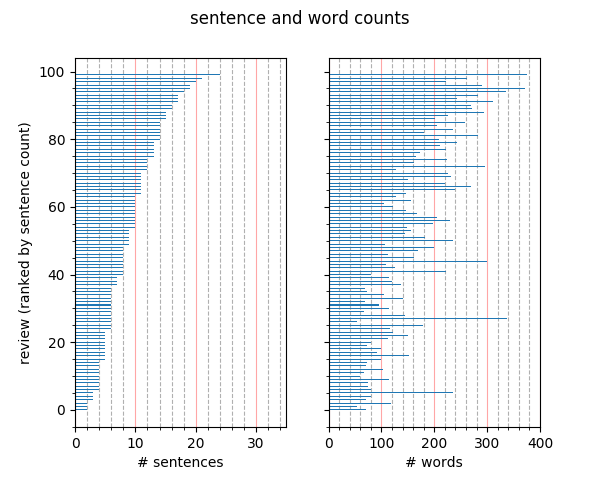 sentence and word counts
review (ranked by sentence count)
100
80
60
40
20
0
0 10 20 30
# sentences
0 100 200 300 400
# words